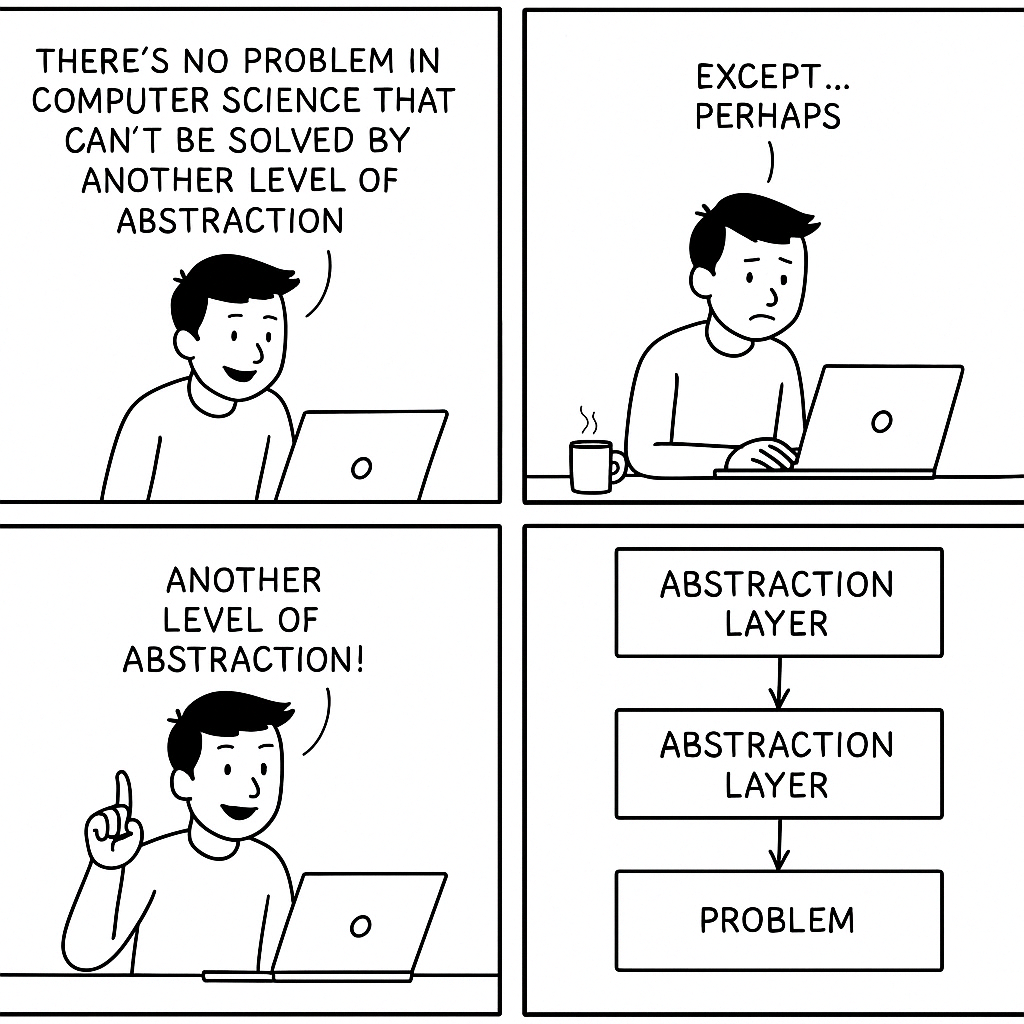 THERE'S NO PROBLEM IN
COMPUTER SCIENCE THAT
CAN'T BE SOLVED BY
ANOTHER LEVEL OF
ABSTRACTION
EXCEPT...
PERHAPS
ANOTHER
LEVEL OF
ABSTRACTION!
ABSTRACTION
LAYER
ABSTRACTION
LAYER
PROBLEM